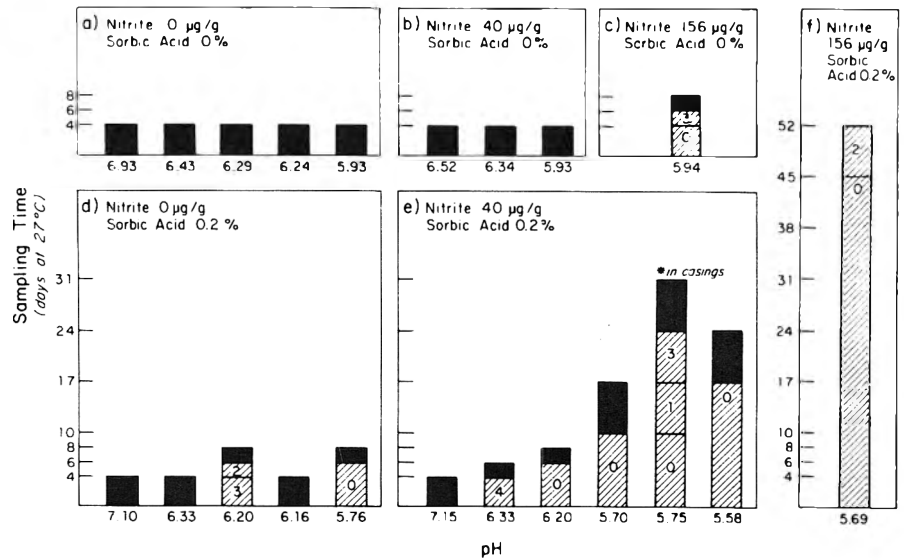 a) Nitrite 0 µg/g
Sorbic Acid 0%
8
6
4
6.93 6.43 6.29 6.24 5.93
b) Nitrite 40 µg/g
Sorbic Acid 0%
6.52 6.34 5.93
c) Nitrite 156 µg/g
Sorbic Acid 0%
5.94
f) Nitrite
156 µg/g
Sorbic
Acid 0.2%
52
45
38
31
24
17
10
8
6
4
2
0
5.69
Sampling Time
(days at 27°C)
d) Nitrite 0 µg/g
Sorbic Acid 0.2%
31
24
17
10
8
6
4
2
3
0
7.10 6.33 6.20 6.16 5.76
e) Nitrite 40 µg/g
Sorbic Acid 0.2%
*in casings
4
0
0
3
1
0
0
7.15 6.33 6.20 5.70 5.75 5.58
pH